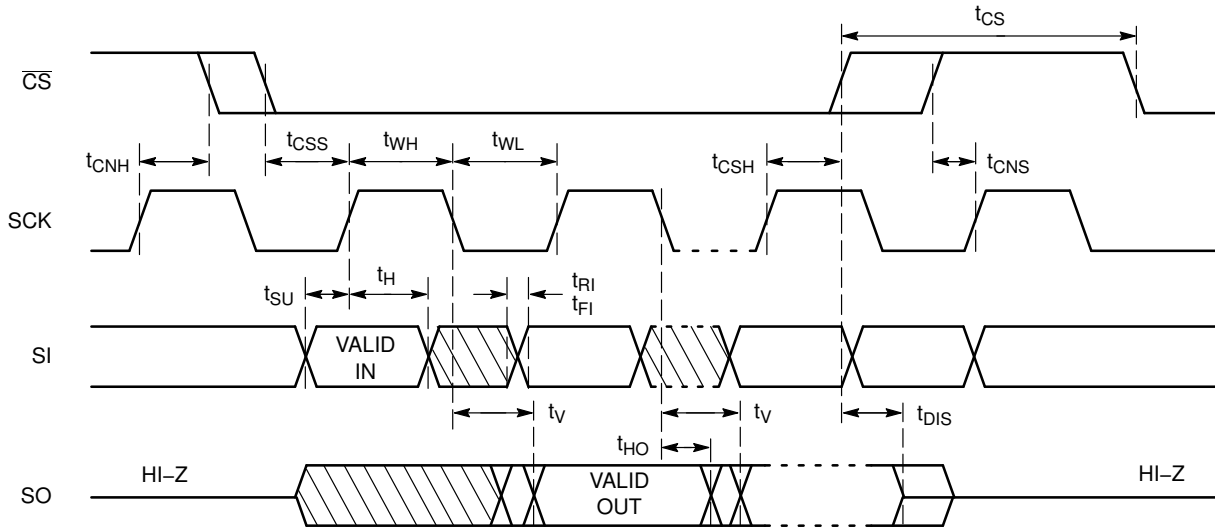 tCS
CS
tCNH
tCSS
tWH
tWL
tCSH
tCNS
SCK
tSU
tH
tRI
tFI
SI
VALID
IN
tV
tV
tDIS
tHO
HI–Z
VALID
OUT
HI–Z
SO